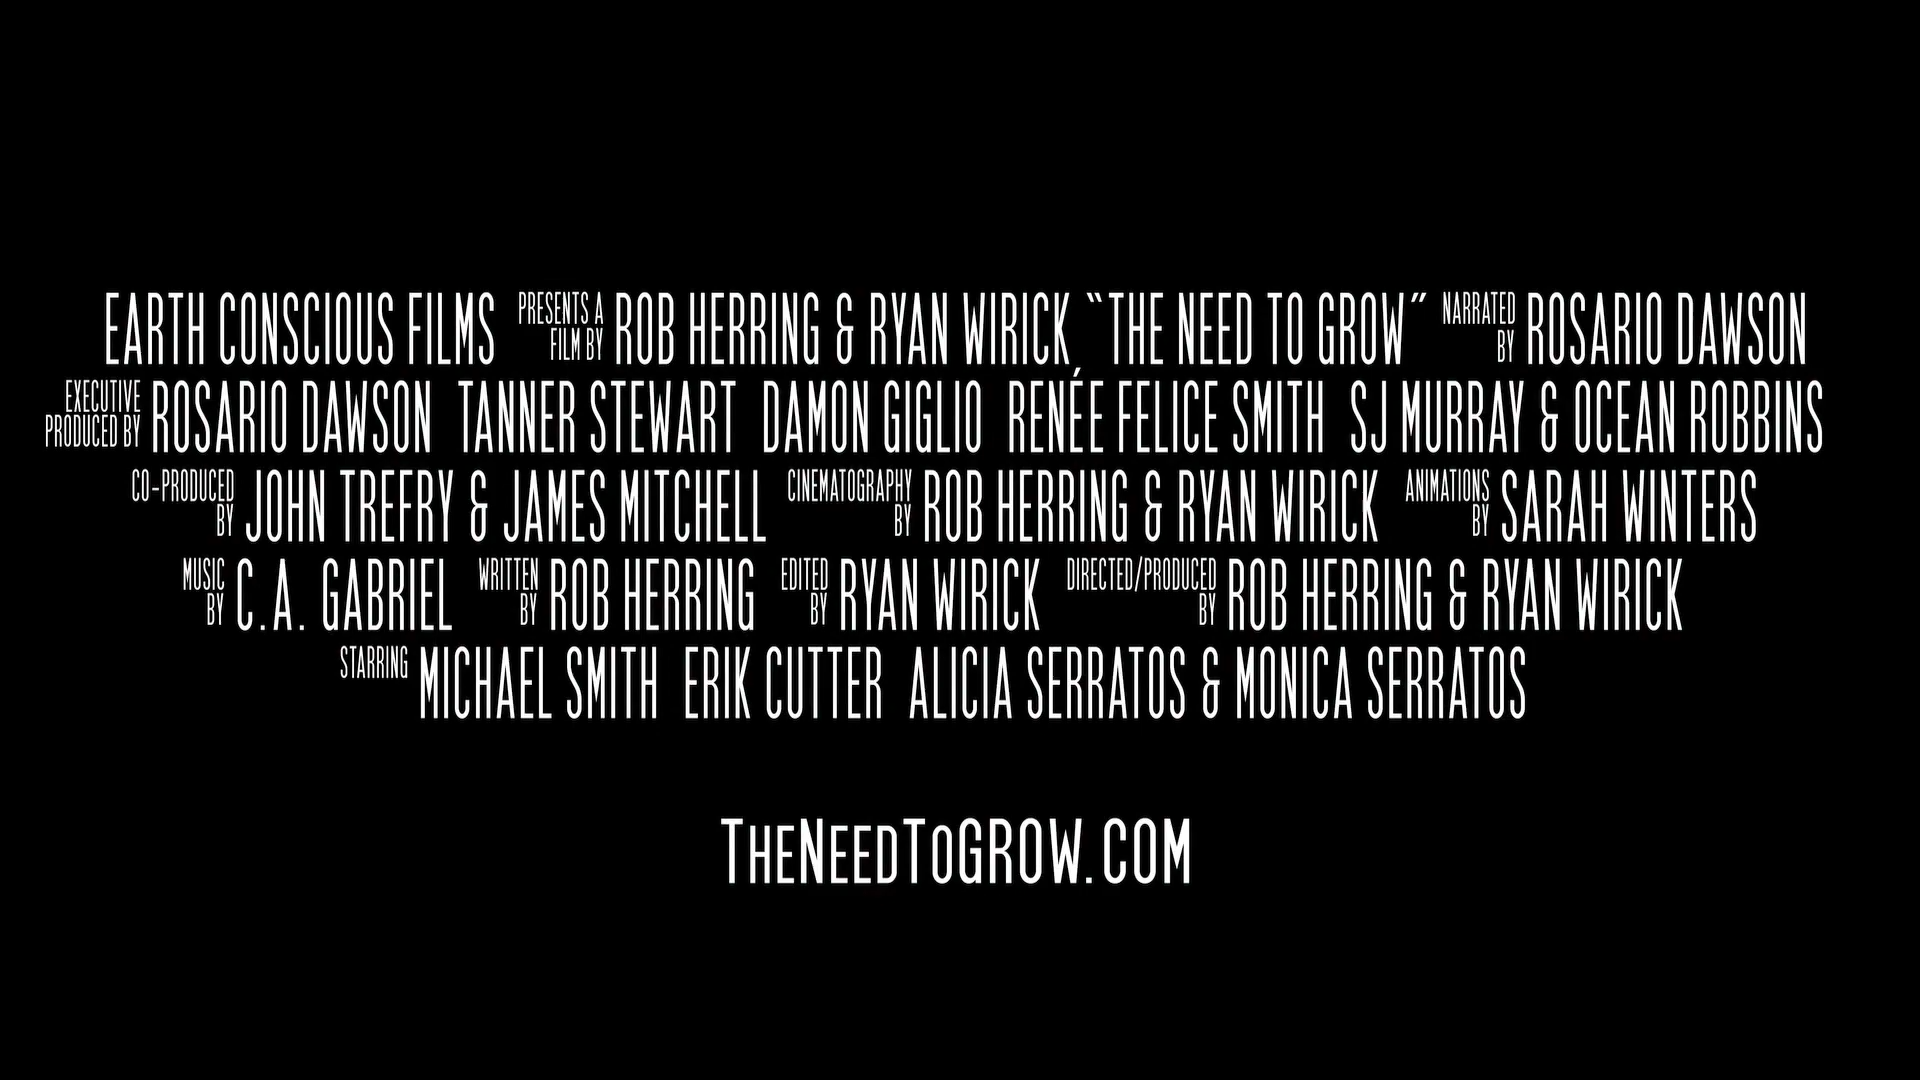 EARTH CONSCIOUS FILMS PRESENTS A FILM BY ROB HERRING & RYAN WIRICK, "THE NEED TO GROW" NARRATED BY ROSARIO DAWSON
EXECUTIVE PRODUCED BY ROSARIO DAWSON TANNER STEWART DAMON GIGLIO RENÉE FELICE SMITH SJ MURRAY & OCEAN ROBBINS
CO-PRODUCED BY JOHN TREFRY & JAMES MITCHELL CINEMATOGRAPHY BY ROB HERRING & RYAN WIRICK ANIMATIONS BY SARAH WINTERS
MUSIC BY C.A. GABRIEL WRITTEN BY ROB HERRING EDITED BY RYAN WIRICK DIRECTED/PRODUCED BY ROB HERRING & RYAN WIRICK
STARRING MICHAEL SMITH ERIK CUTTER ALICIA SERRATOS & MONICA SERRATOS
THENEEDTOGROW.COM